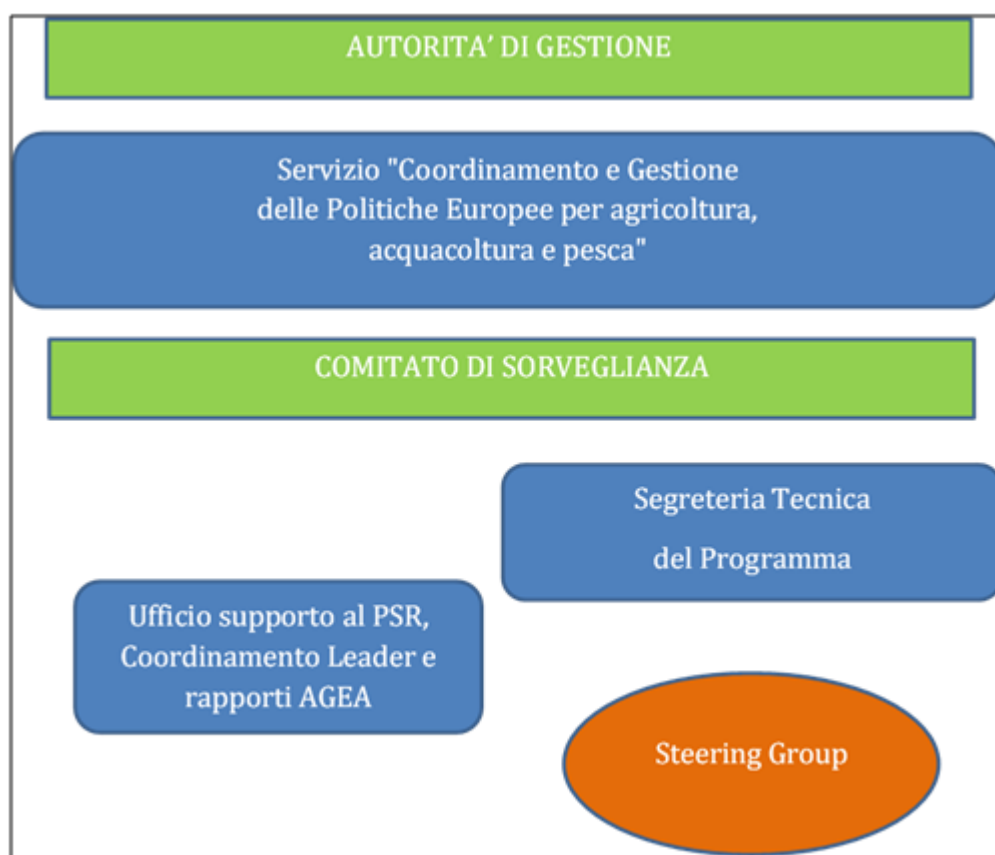 AUTORITA’ DI GESTIONE
Servizio "Coordinamento e Gestione
delle Politiche Europee per agricoltura,
acquacoltura e pesca"
COMITATO DI SORVEGLIANZA
Segreteria Tecnica
del Programma
Ufficio supporto al PSR,
Coordinamento Leader e
rapporti AGEA
Steering Group